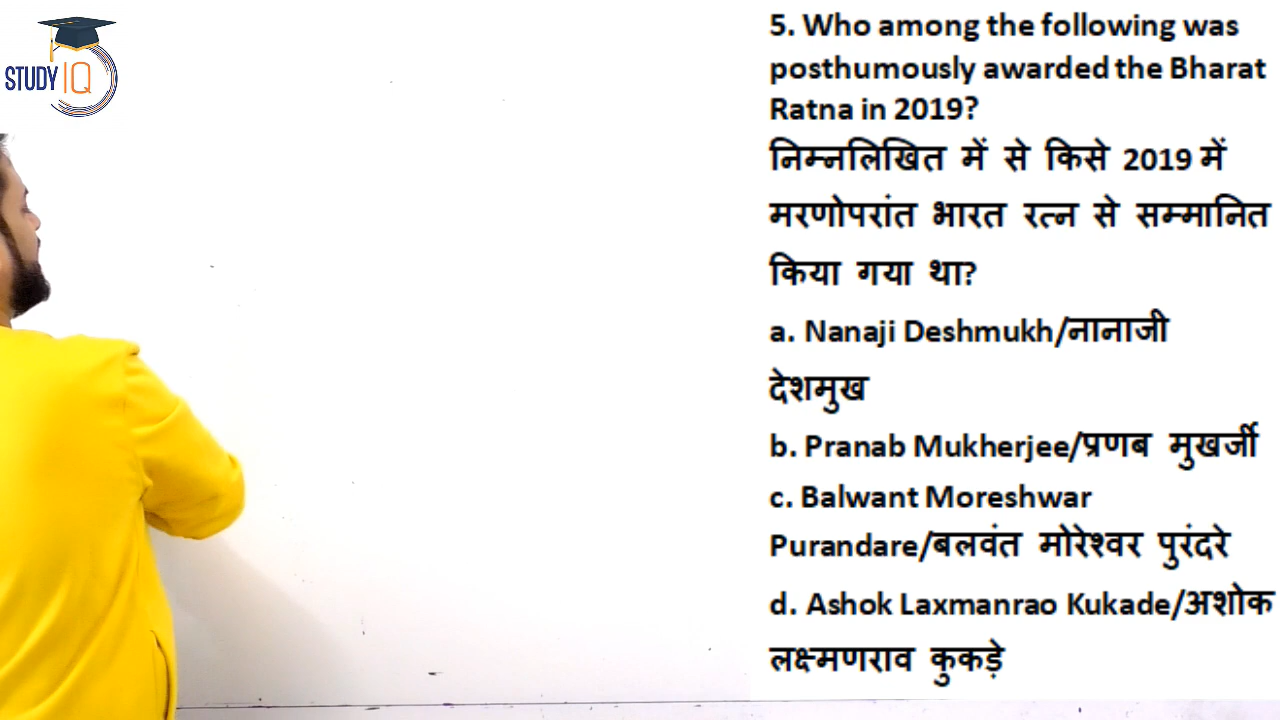 STUDY IQ
5. Who among the following was
posthumously awarded the Bharat
Ratna in 2019?
निम्नलिखित में से किसे 2019 में
मरणोपरांत भारत रत्न से सम्मानित
किया गया था?
a. Nanaji Deshmukh/नानाजी
देशमुख
b. Pranab Mukherjee/प्रणब मुखर्जी
c. Balwant Moreshwar
Purandare/बलवंत मोरेश्वर पुरंदरे
d. Ashok Laxmanrao Kukade/अशोक
लक्ष्मणराव कुकड़े